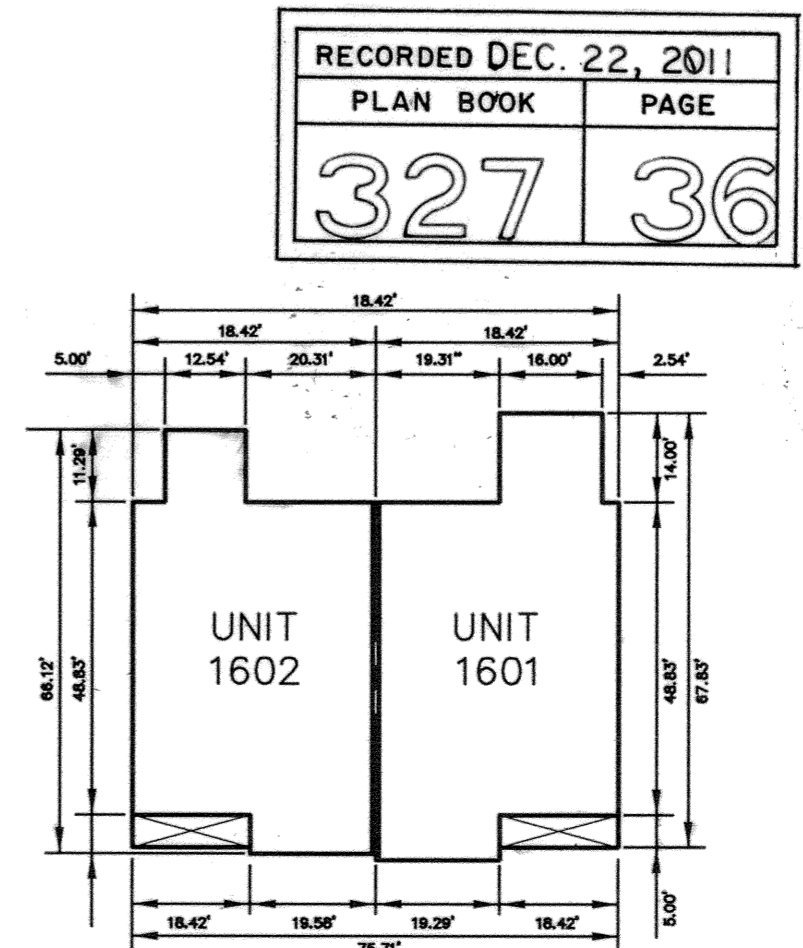 RECORDED DEC. 22, 2011
PLAN BOOK PAGE
327 36
18.42'
18.42' 18.42'
5.00' 12.54' 20.31' 19.31" 16.00' 2.54'
11.29' 14.00'
UNIT UNIT
1602 1601
66.12' 48.83' 48.83' 67.83'
5.00'
18.42' 19.58' 19.29' 18.42'
75.71'